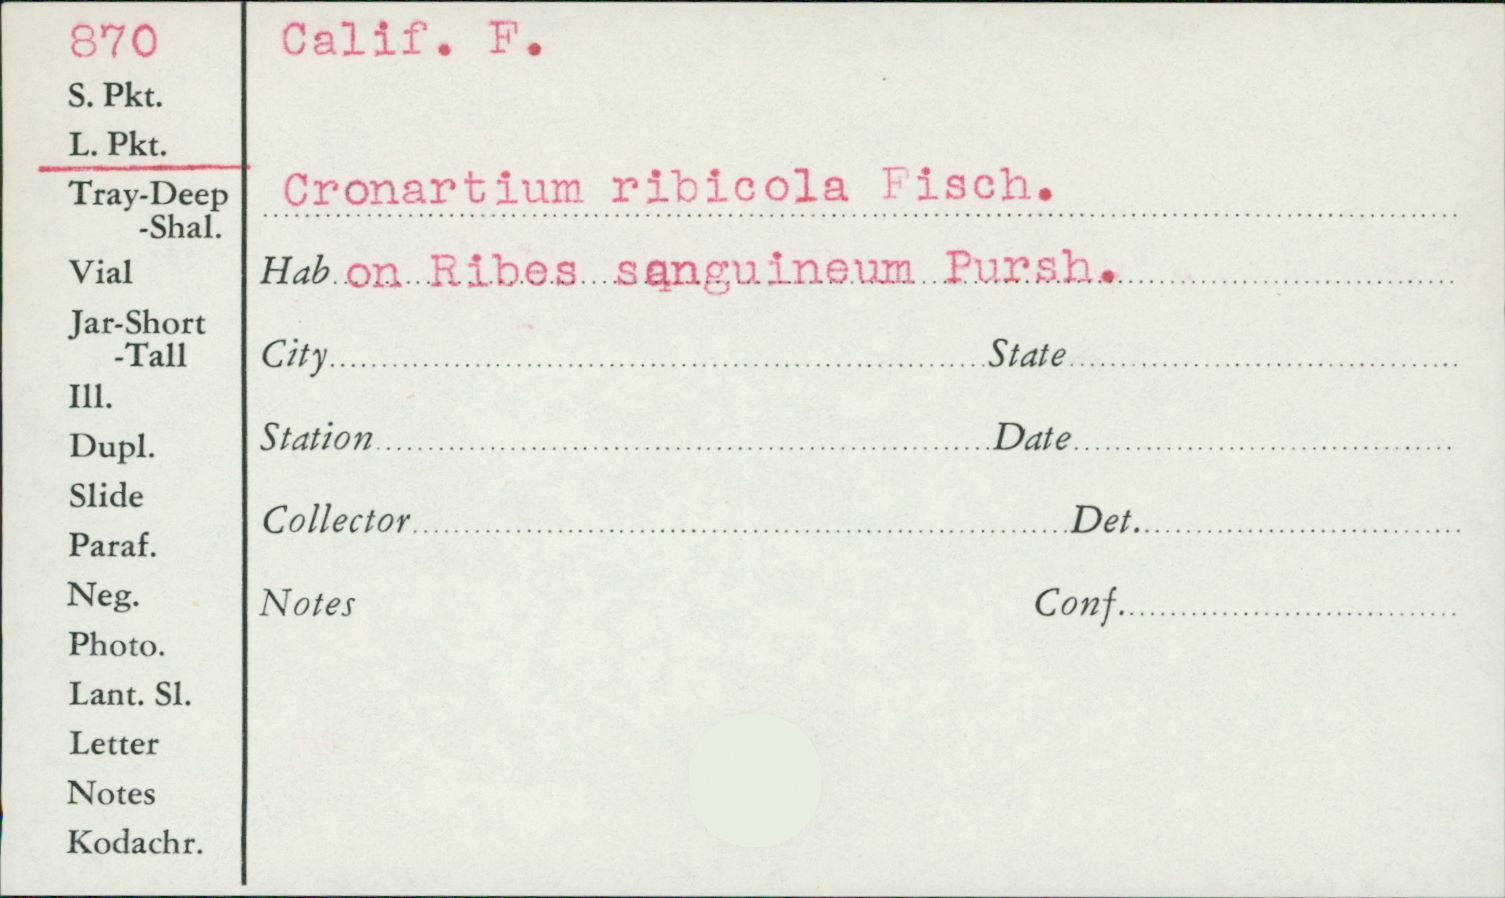 870
Calif. F.
S. Pkt.
L. Pkt.
Tray-Deep
-Shal.
Cronartium ribicola Fisch.
Vial
Hab on Ribes sanguineum Pursh.
Jar-Short
-Tall
City State
Ill.
Dupl.
Station Date
Slide
Collector Det.
Paraf.
Neg.
Notes Conf.
Photo.
Lant. Sl.
Letter
Notes
Kodachr.